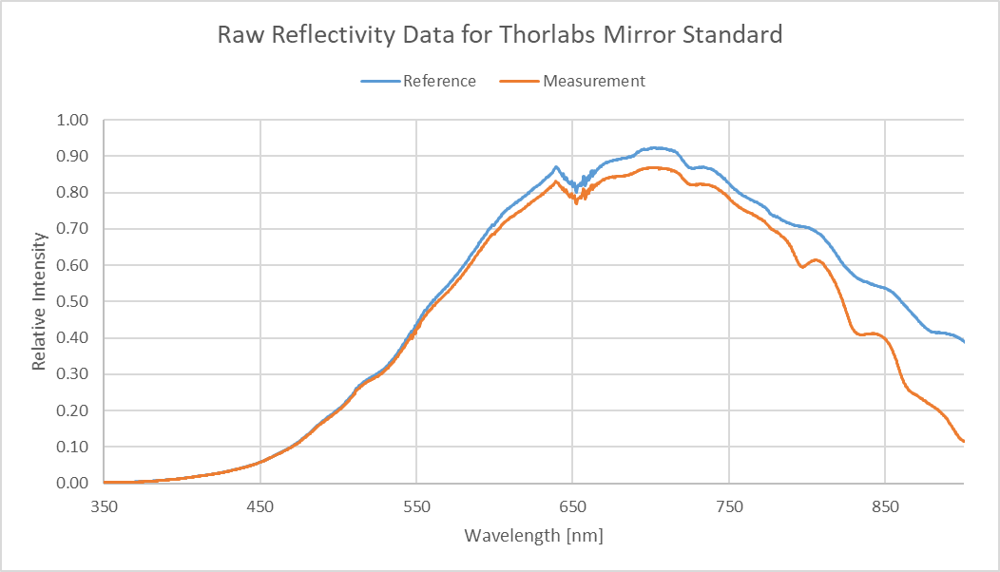 Raw Reflectivity Data for Thorlabs Mirror Standard
Reference Measurement
1.00
0.90
0.80
0.70
0.60
0.50
0.40
0.30
0.20
0.10
0.00
Relative Intensity
350 450 550 650 750 850
Wavelength [nm]